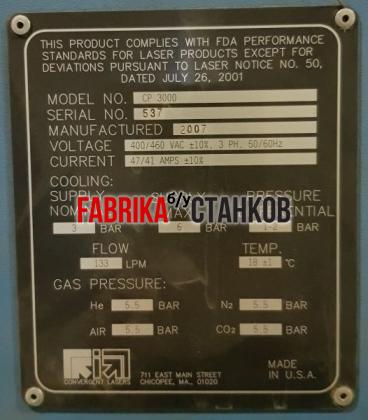 THIS PRODUCT COMPLIES WITH FDA PERFORMANCE
STANDARDS FOR LASER PRODUCTS EXCEPT FOR
DEVIATIONS PURSUANT TO LASER NOTICE NO. 50,
DATED JULY 26, 2001
MODEL NO. CP 3000
SERIAL NO. 537
MANUFACTURED 2007
VOLTAGE 400/460 VAC ±10%, 3 PH, 50/60Hz
CURRENT 47/41 AMPS ±10%
COOLING:
SUPPLY SUPPLY PRESSURE
б/у
FABRIKA СТАНКОВ
3 BAR 6 BAR 1-2 BAR
FLOW TEMP.
133 LPM 18 ±1 °C
GAS PRESSURE:
He 5.5 BAR N2 5.5 BAR
AIR 5.5 BAR CO2 5.5 BAR
CONVERGENT LASERS
711 EAST MAIN STREET
CHICOPEE, MA., 01020
MADE
IN U.S.A.